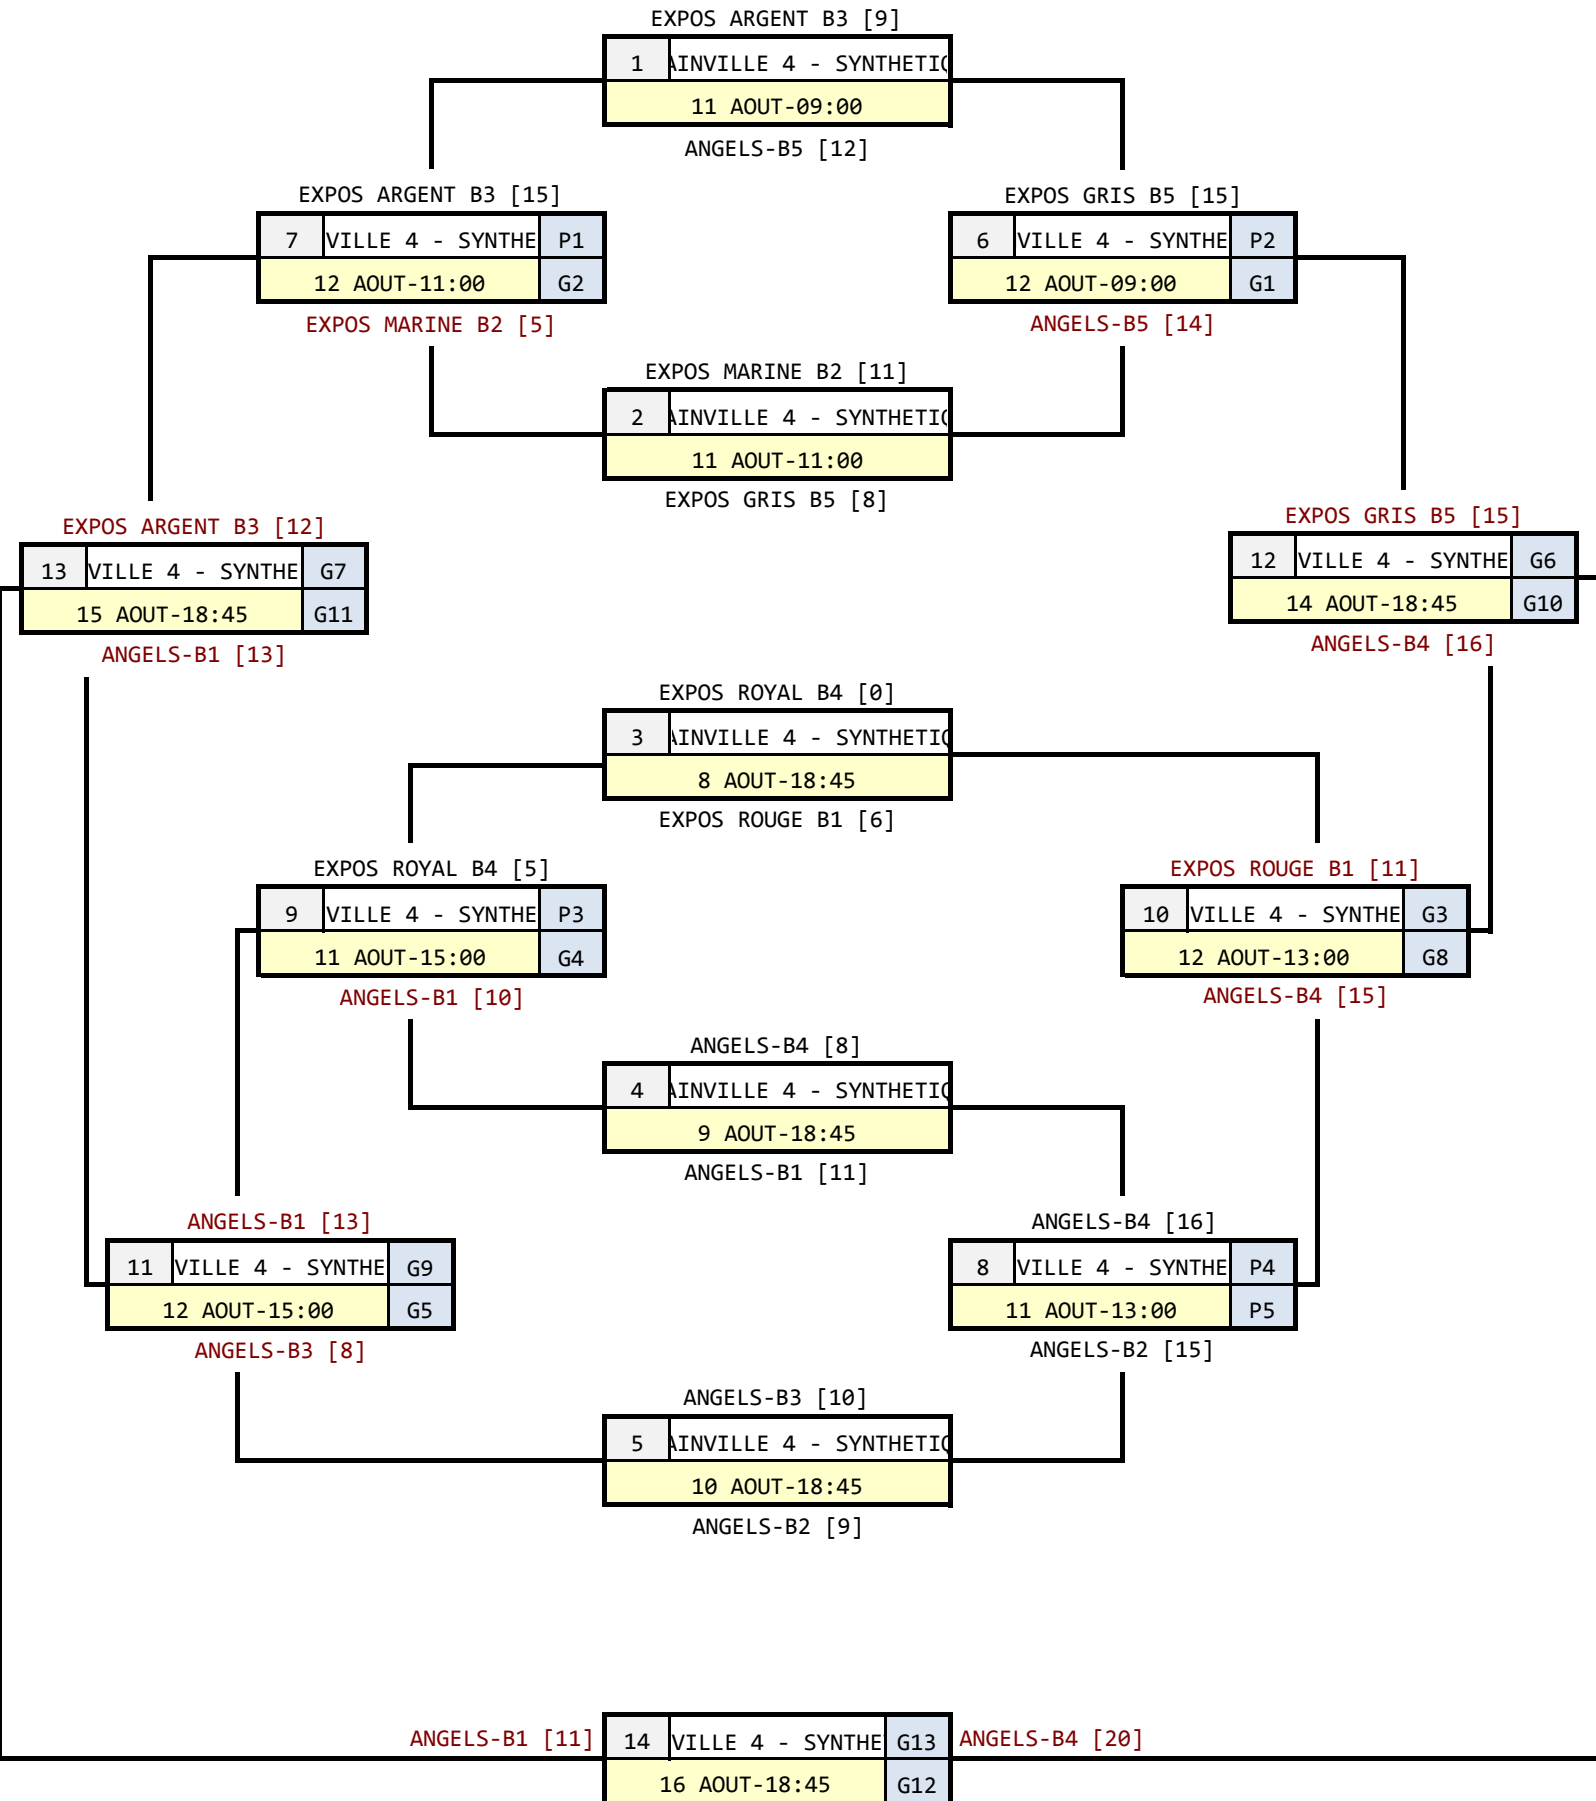 EXPOS ARGENT B3 [9]
1 AINVILLE 4 - SYNTHETIQ
11 AOUT-09:00
ANGELS-B5 [12]
EXPOS ARGENT B3 [15]
7 VILLE 4 - SYNTHE P1
12 AOUT-11:00 G2
EXPOS MARINE B2 [5]
EXPOS GRIS B5 [15]
6 VILLE 4 - SYNTHE P2
12 AOUT-09:00 G1
ANGELS-B5 [14]
EXPOS MARINE B2 [11]
2 AINVILLE 4 - SYNTHETIQ
11 AOUT-11:00
EXPOS GRIS B5 [8]
EXPOS ARGENT B3 [12]
13 VILLE 4 - SYNTHE G7
15 AOUT-18:45 G11
ANGELS-B1 [13]
EXPOS GRIS B5 [15]
12 VILLE 4 - SYNTHE G6
14 AOUT-18:45 G10
ANGELS-B4 [16]
EXPOS ROYAL B4 [0]
3 AINVILLE 4 - SYNTHETIQ
8 AOUT-18:45
EXPOS ROUGE B1 [6]
EXPOS ROYAL B4 [5]
9 VILLE 4 - SYNTHE P3
11 AOUT-15:00 G4
ANGELS-B1 [10]
EXPOS ROUGE B1 [11]
10 VILLE 4 - SYNTHE G3
12 AOUT-13:00 G8
ANGELS-B4 [15]
ANGELS-B4 [8]
4 AINVILLE 4 - SYNTHETIQ
9 AOUT-18:45
ANGELS-B1 [11]
ANGELS-B1 [13]
11 VILLE 4 - SYNTHE G9
12 AOUT-15:00 G5
ANGELS-B3 [8]
ANGELS-B4 [16]
8 VILLE 4 - SYNTHE P4
11 AOUT-13:00 P5
ANGELS-B2 [15]
ANGELS-B3 [10]
5 AINVILLE 4 - SYNTHETIQ
10 AOUT-18:45
ANGELS-B2 [9]
ANGELS-B1 [11] 14 VILLE 4 - SYNTHE G13 ANGELS-B4 [20]
16 AOUT-18:45 G12